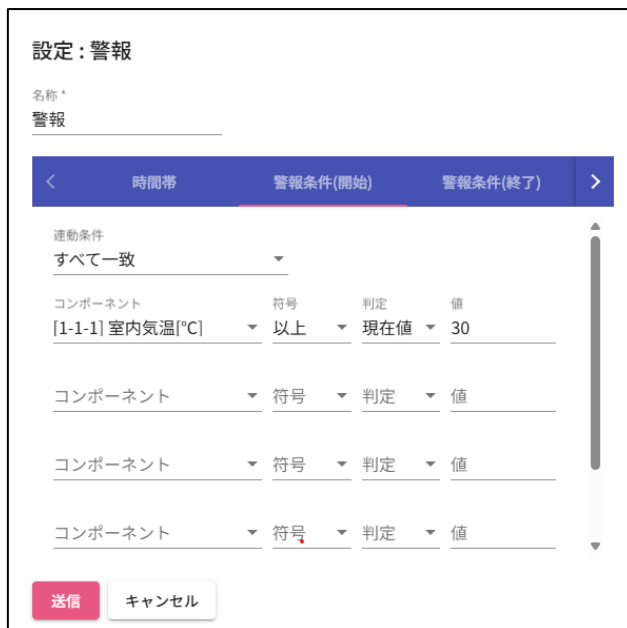 設定 : 警報
名称 *
警報
時間帯 警報条件(開始) 警報条件(終了)
連動条件
すべて一致
コンポーネント 符号 判定 値
[1-1-1] 室内気温[°C] 以上 現在値 30
コンポーネント 符号 判定 値
コンポーネント 符号 判定 値
コンポーネント 符号 判定 値
送信 キャンセル